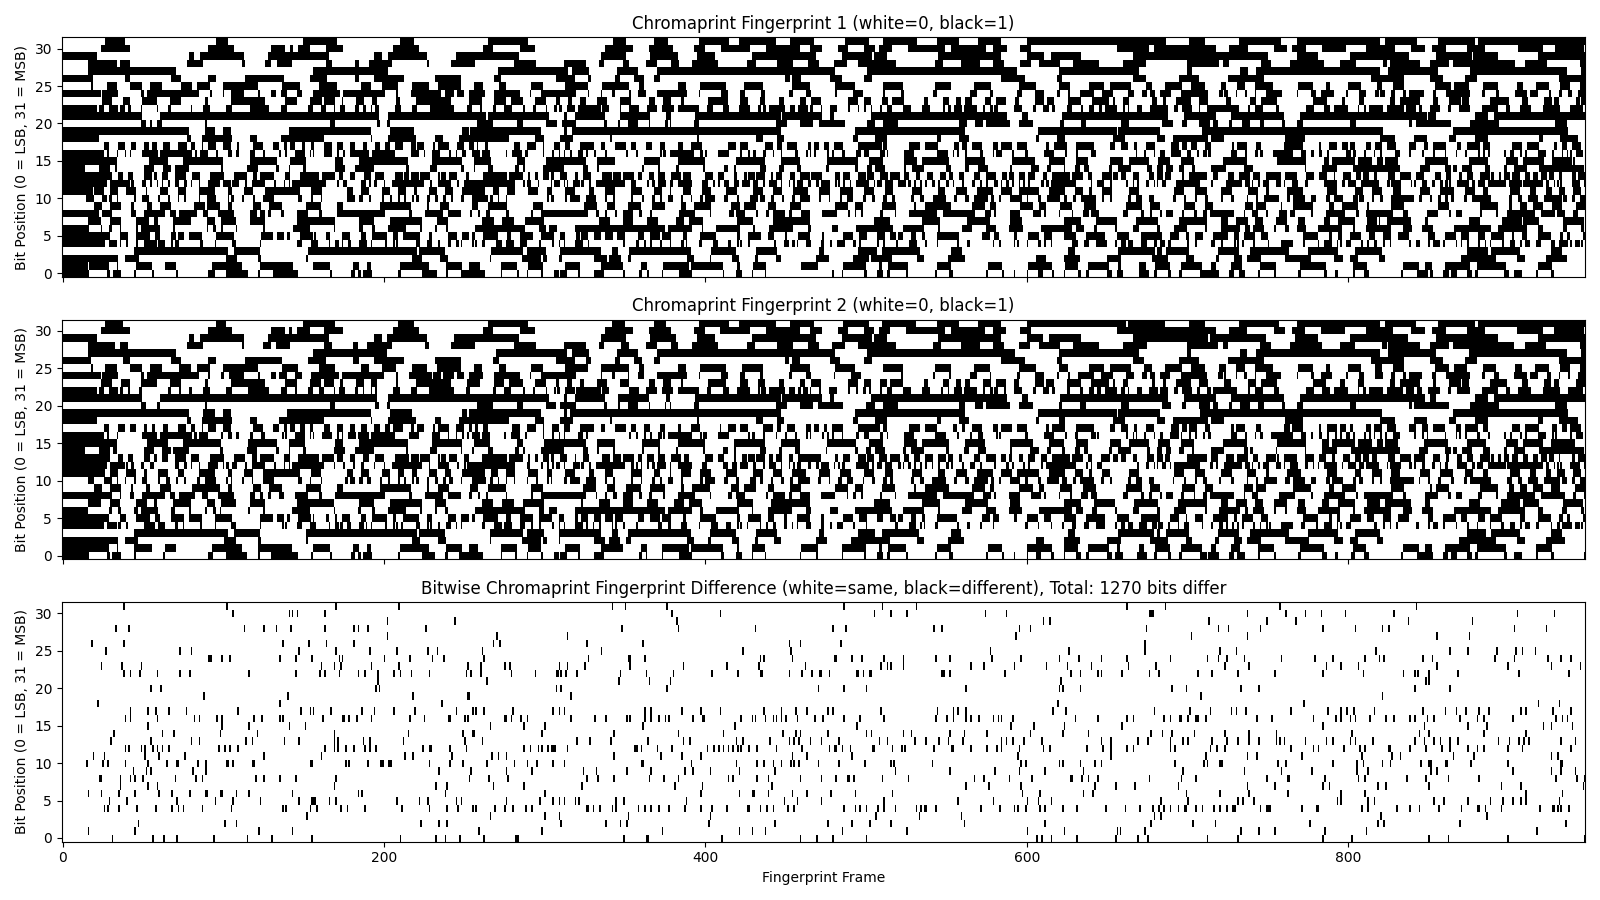 Chromaprint Fingerprint 1 (white=0, black=1)
Bit Position (0 = LSB, 31 = MSB)
30
25
20
15
10
5
0
Chromaprint Fingerprint 2 (white=0, black=1)
Bit Position (0 = LSB, 31 = MSB)
30
25
20
15
10
5
0
Bitwise Chromaprint Fingerprint Difference (white=same, black=different), Total: 1270 bits differ
Bit Position (0 = LSB, 31 = MSB)
30
25
20
15
10
5
0
0 200 400 600 800
Fingerprint Frame